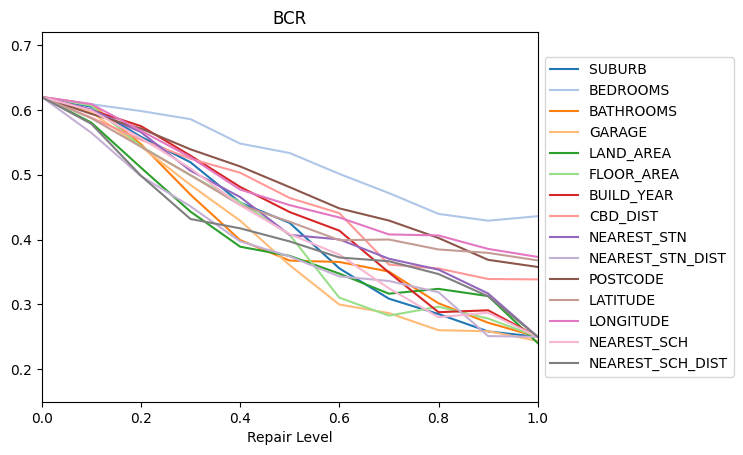 BCR
0.7
0.6
0.5
0.4
0.3
0.2
0.0
0.2
0.4
0.6
0.8
1.0
Repair Level
SUBURB
BEDROOMS
BATHROOMS
GARAGE
LAND_AREA
FLOOR_AREA
BUILD_YEAR
CBD_DIST
NEAREST_STN
NEAREST_STN_DIST
POSTCODE
LATITUDE
LONGITUDE
NEAREST_SCH
NEAREST_SCH_DIST